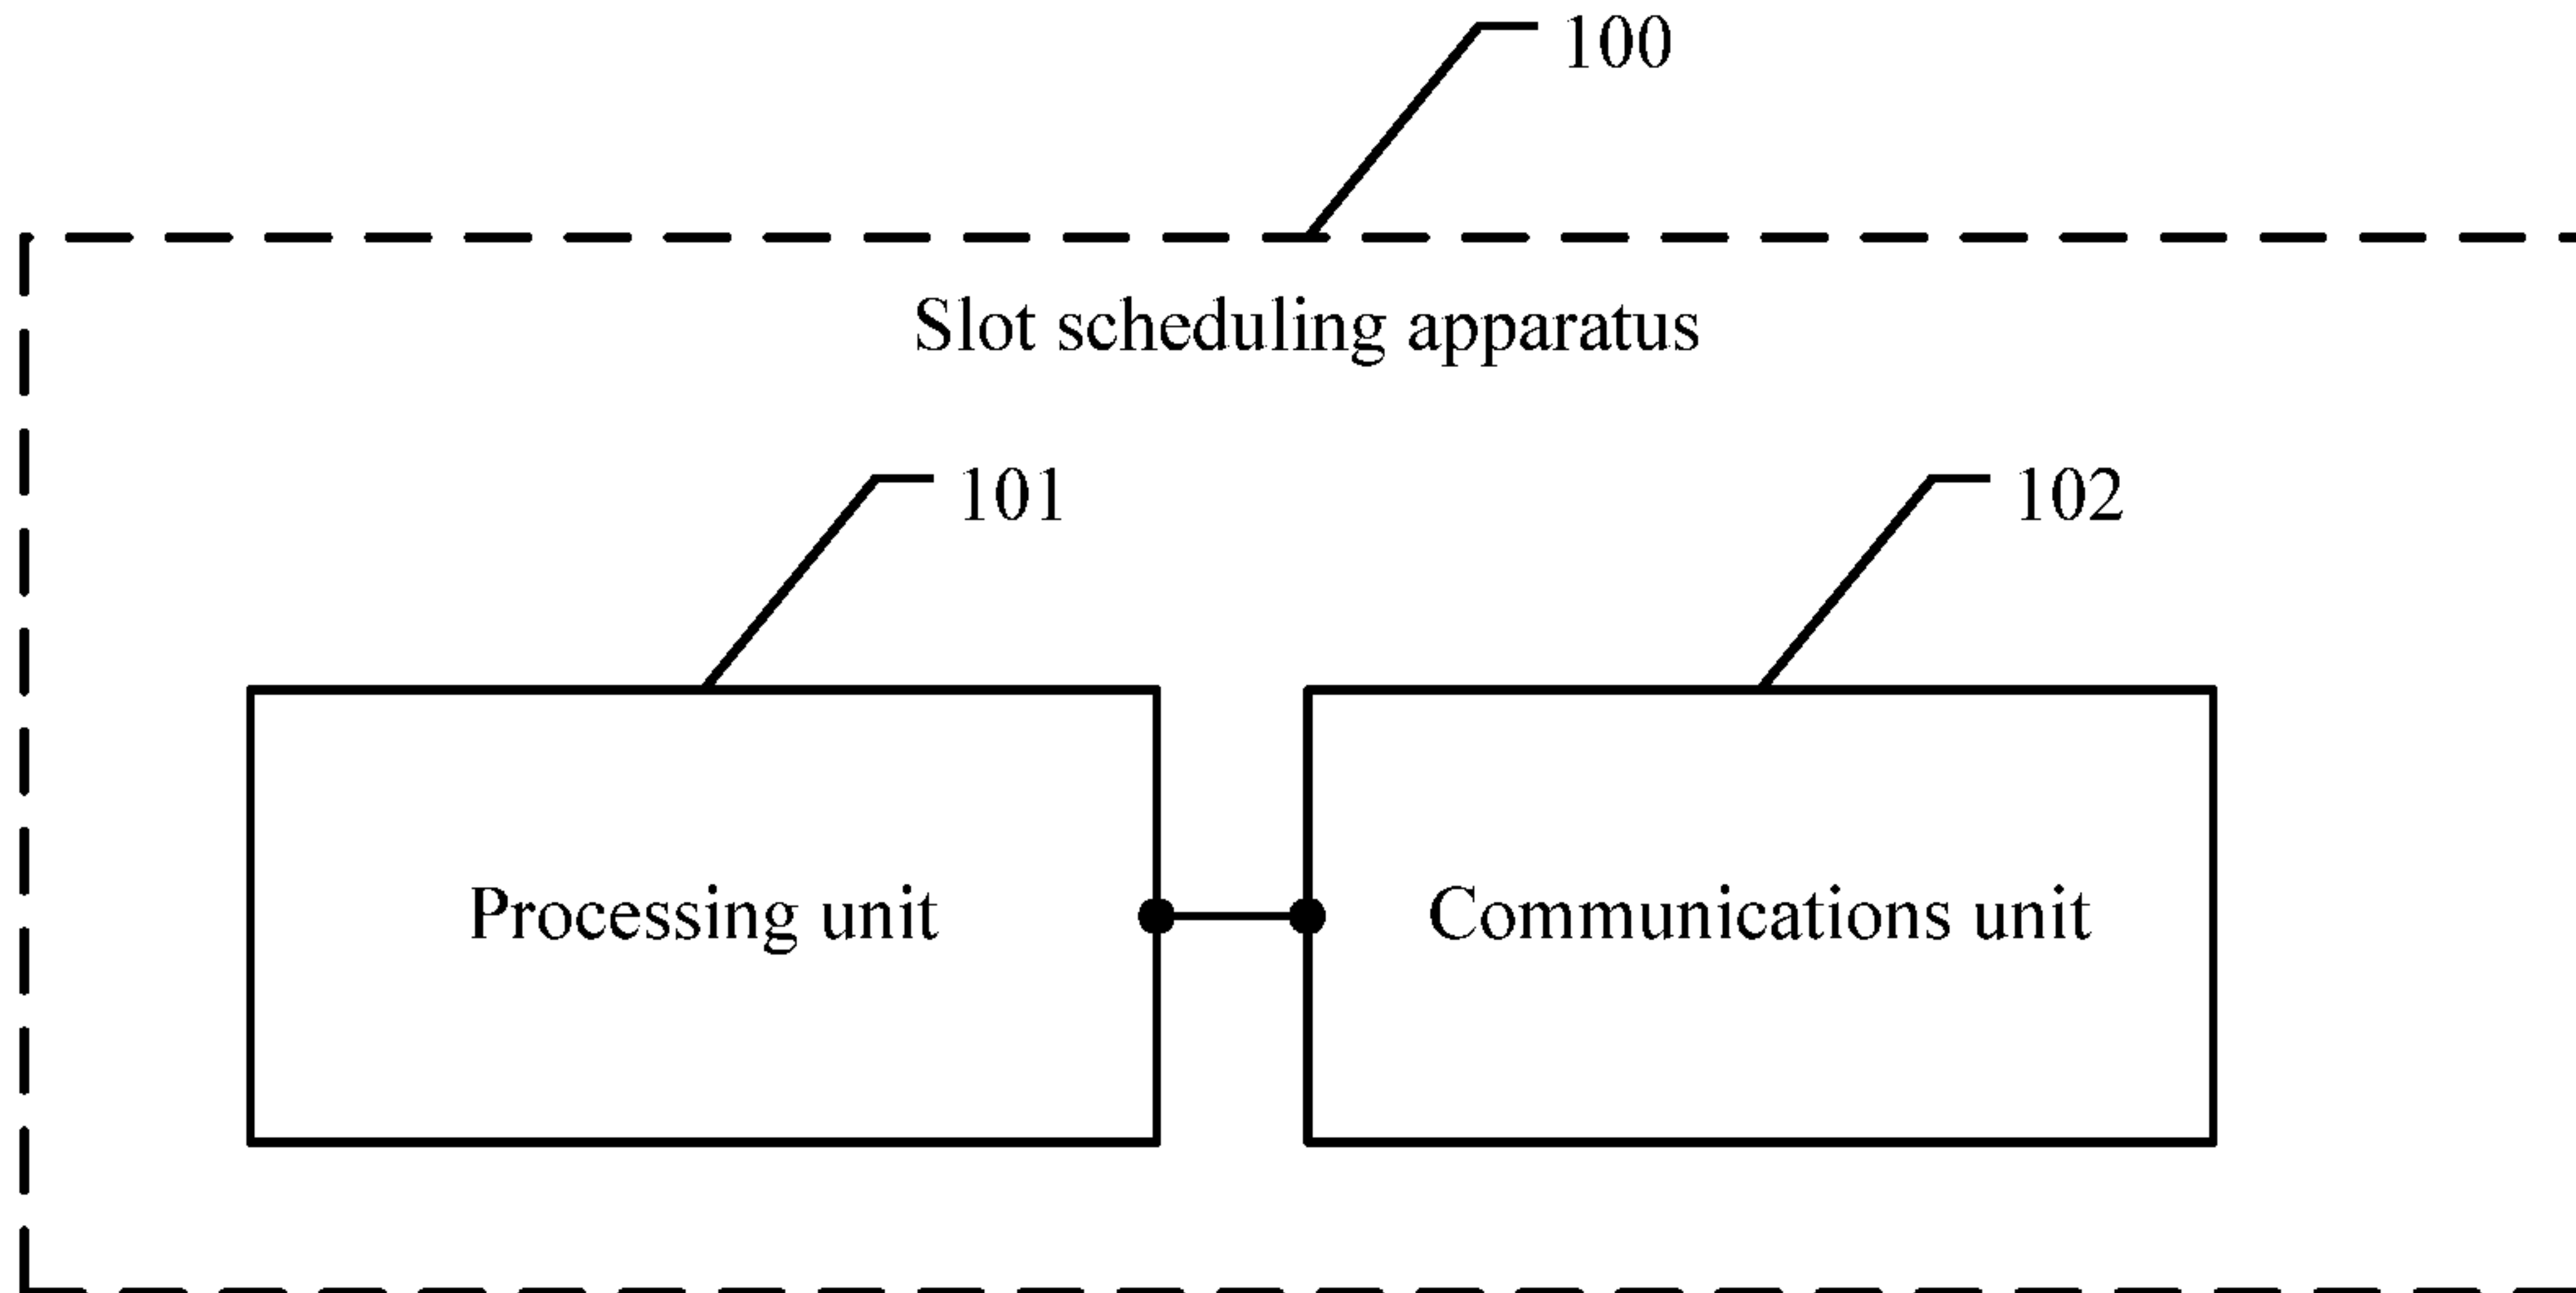 100
Slot scheduling apparatus
101
102
Processing unit
Communications unit